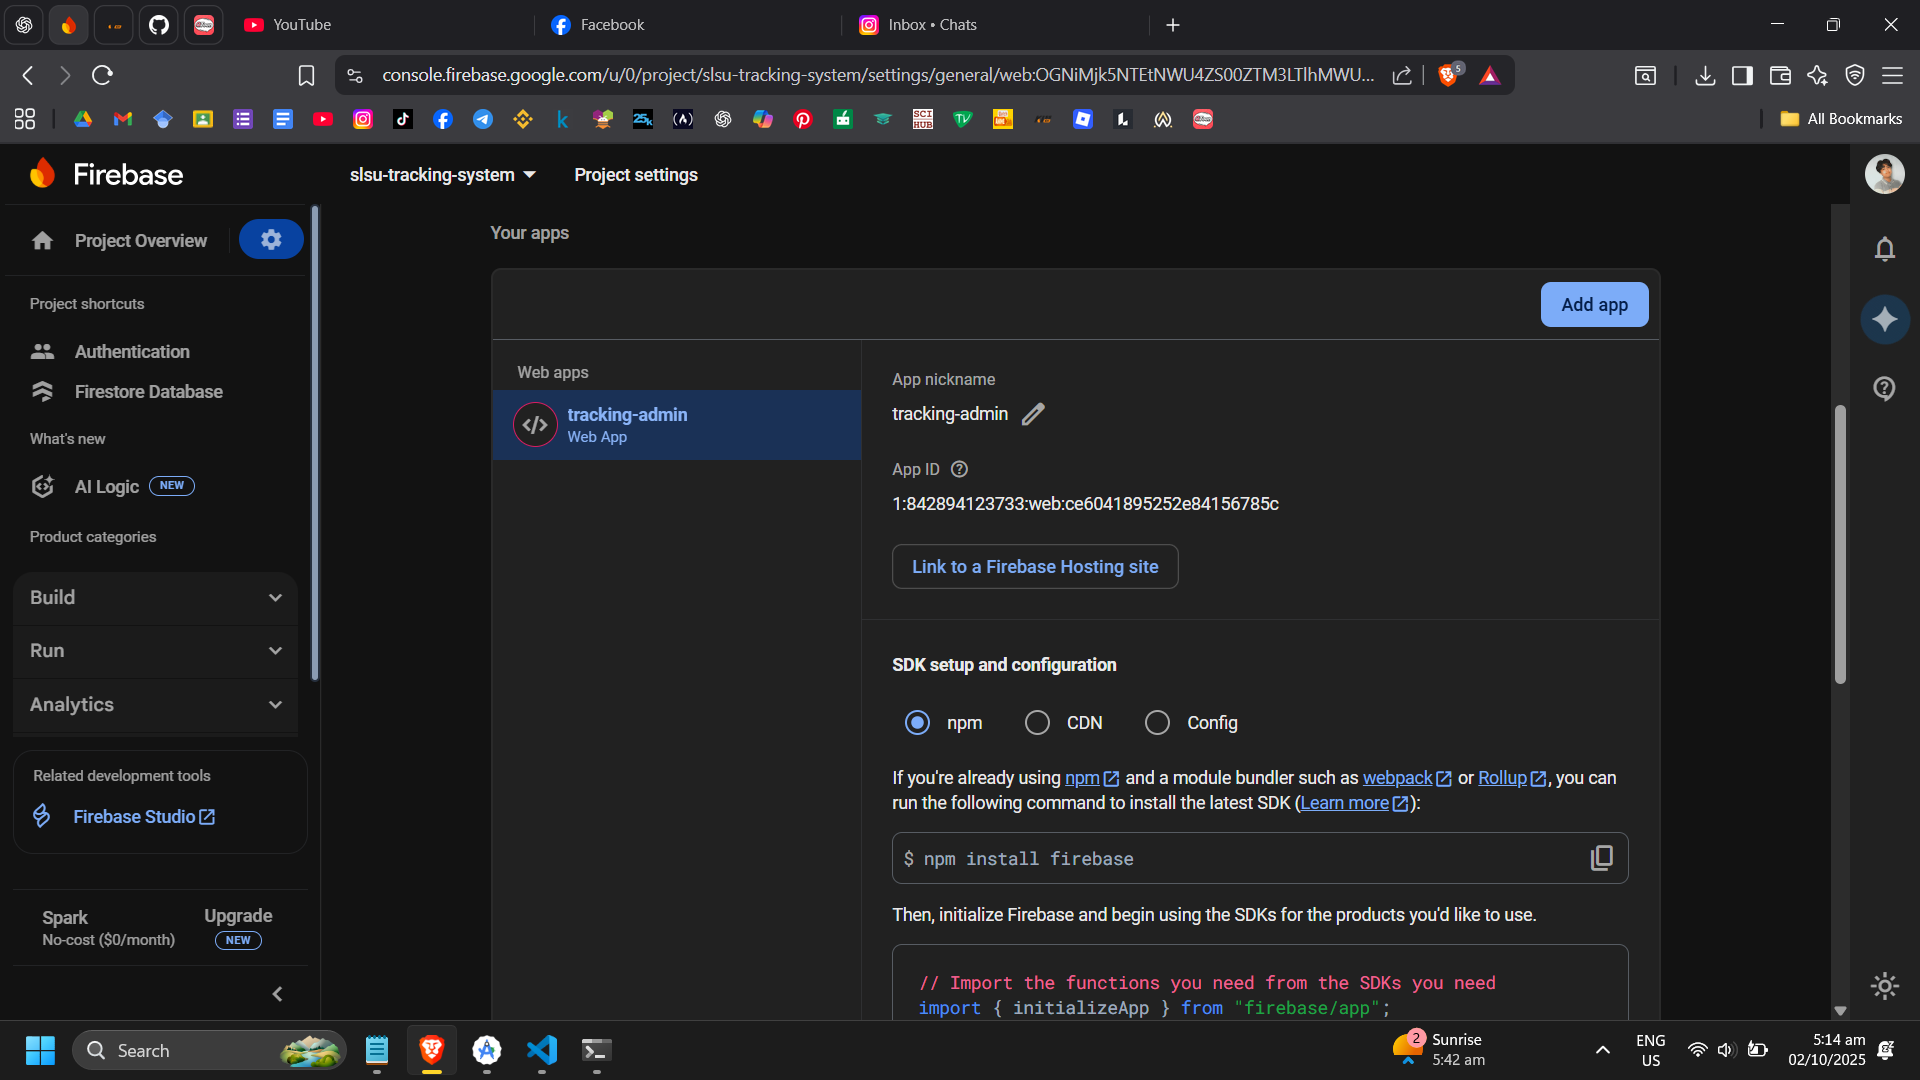 YouTube
Facebook
Inbox • Chats
console.firebase.google.com/u/0/project/slsu-tracking-system/settings/general/web:OGNiMjk5NTEtNWU4ZS00ZTM3LTlhMWU...
5
25k
SCI HUB
All Bookmarks
Firebase
slsu-tracking-system
Project settings
Project Overview
Project shortcuts
Authentication
Firestore Database
What's new
AI Logic NEW
Product categories
Build
Run
Analytics
Related development tools
Firebase Studio
Spark
No-cost ($0/month)
Upgrade
NEW
Your apps
Add app
Web apps
tracking-admin
Web App
App nickname
tracking-admin
App ID
1:842894123733:web:ce6041895252e84156785c
Link to a Firebase Hosting site
SDK setup and configuration
npm
CDN
Config
If you're already using npm and a module bundler such as webpack or Rollup, you can
run the following command to install the latest SDK (Learn more):
$ npm install firebase
Then, initialize Firebase and begin using the SDKs for the products you'd like to use.
// Import the functions you need from the SDKs you need
import { initializeApp } from "firebase/app";
Search
2
Sunrise
5:42 am
ENG
US
5:14 am
02/10/2025